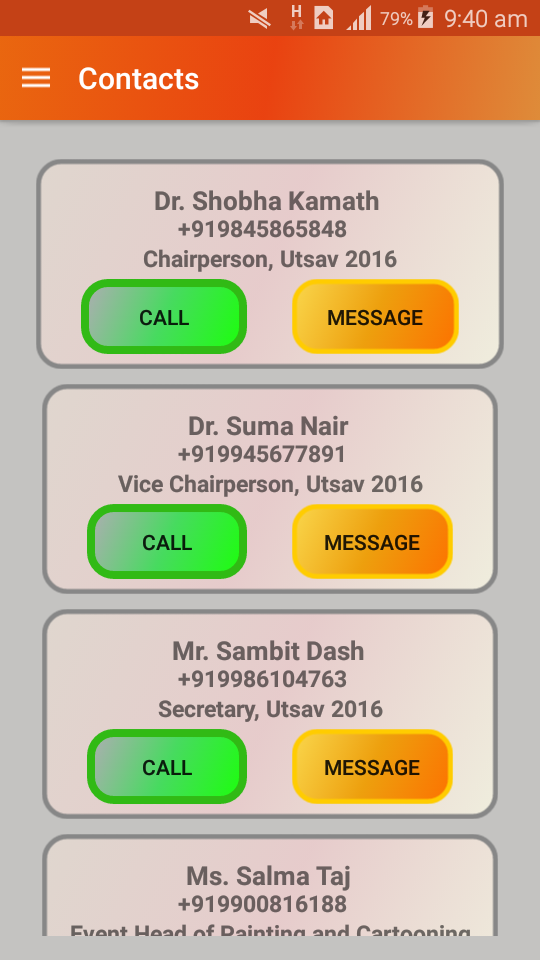 H 79% 9:40 am
Contacts
Dr. Shobha Kamath
+919845865848
Chairperson, Utsav 2016
CALL MESSAGE
Dr. Suma Nair
+919945677891
Vice Chairperson, Utsav 2016
CALL MESSAGE
Mr. Sambit Dash
+919986104763
Secretary, Utsav 2016
CALL MESSAGE
Ms. Salma Taj
+919900816188
Event Head of Painting and Cartooning